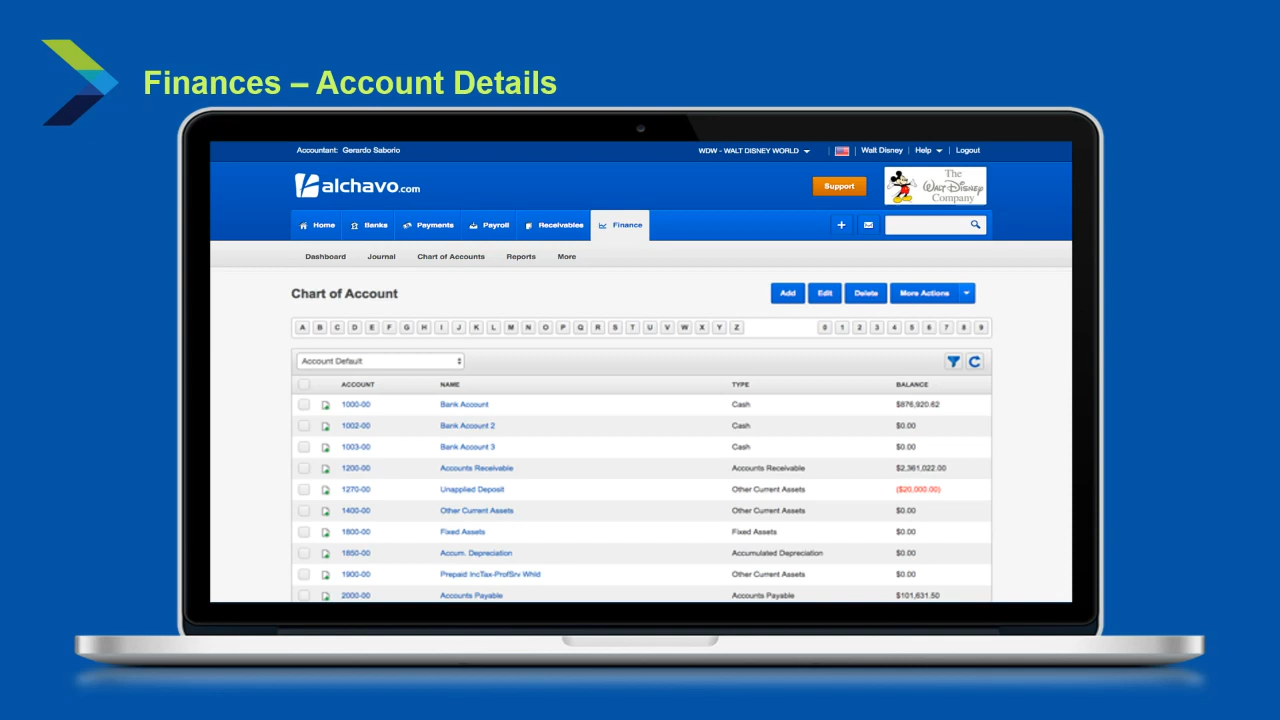 Finances – Account Details
Accountant: Gerardo Saborio
WDW - WALT DISNEY WORLD
Walt Disney
Help
Logout
alchavo.com
Support
The
Walt Disney
Company
Home
Banks
Payments
Payroll
Receivables
Finance
Dashboard
Journal
Chart of Accounts
Reports
More
Chart of Account
Add
Edit
Delete
More Actions
A B C D E F G H I J K L M N O P Q R S T U V W X Y Z 0 1 2 3 4 5 6 7 8 9
Account Default
ACCOUNT NAME TYPE BALANCE
1000-00 Bank Account Cash $876,920.62
1002-00 Bank Account 2 Cash $0.00
1003-00 Bank Account 3 Cash $0.00
1200-00 Accounts Receivable Accounts Receivable $2,361,022.00
1270-00 Unapplied Deposit Other Current Assets ($20,000.00)
1400-00 Other Current Assets Other Current Assets $0.00
1800-00 Fixed Assets Fixed Assets $0.00
1850-00 Accum. Depreciation Accumulated Depreciation $0.00
1900-00 Prepaid IncTax-ProfSrv Whld Other Current Assets $0.00
2000-00 Accounts Payable Accounts Payable $101,631.50